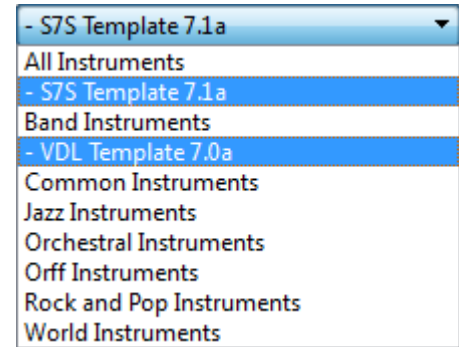 - S7S Template 7.1a
All Instruments
- S7S Template 7.1a
Band Instruments
- VDL Template 7.0a
Common Instruments
Jazz Instruments
Orchestral Instruments
Orff Instruments
Rock and Pop Instruments
World Instruments